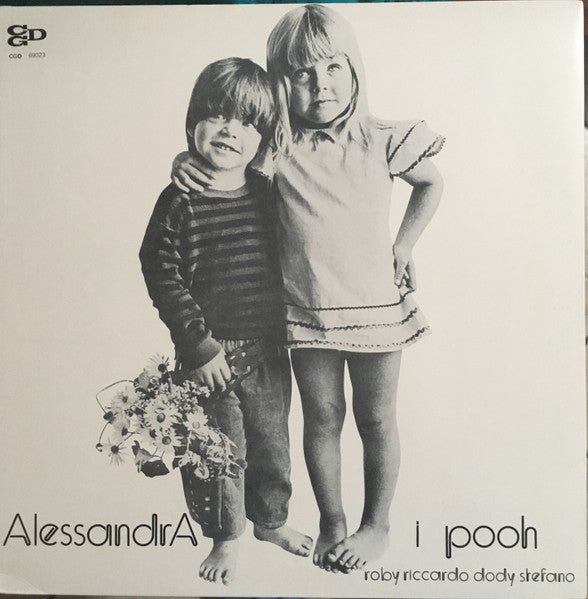 CGD
CGD 69023
AlessandrA
i pooh
roby riccardo dody stefano